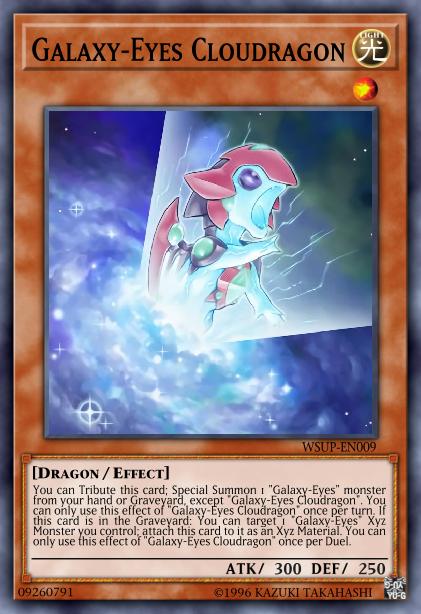 GALAXY-EYES CLOUDRAGON
LIGHT
光
WSUP-EN009
[DRAGON / EFFECT]
You can Tribute this card; Special Summon 1 "Galaxy-Eyes" monster
from your hand or Graveyard, except "Galaxy-Eyes Cloudragon". You
can only use this effect of "Galaxy-Eyes Cloudragon" once per turn. If
this card is in the Graveyard: You can target 1 "Galaxy-Eyes" Xyz
Monster you control; attach this card to it as an Xyz Material. You can
only use this effect of "Galaxy-Eyes Cloudragon" once per Duel.
ATK/ 300 DEF/ 250
09260791
©1996 KAZUKI TAKAHASHI